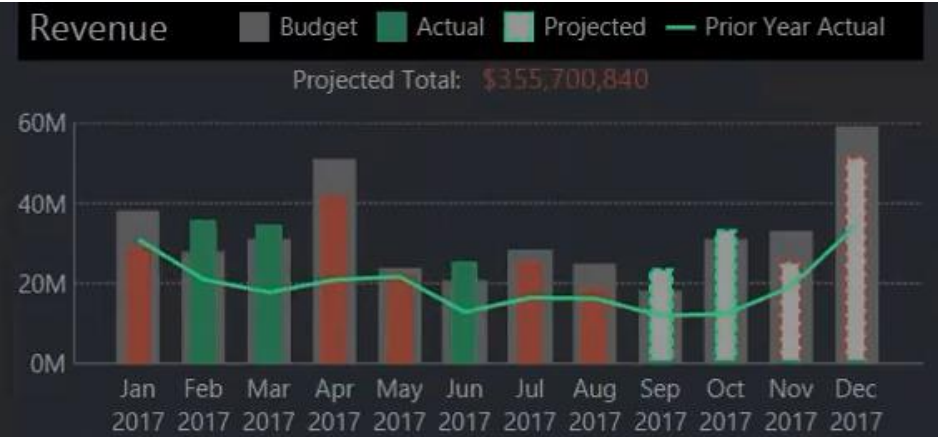 Revenue Budget Actual Projected Prior Year Actual
Projected Total: $355,700,840
60M
40M
20M
0M
Jan Feb Mar Apr May Jun Jul Aug Sep Oct Nov Dec
2017 2017 2017 2017 2017 2017 2017 2017 2017 2017 2017 2017